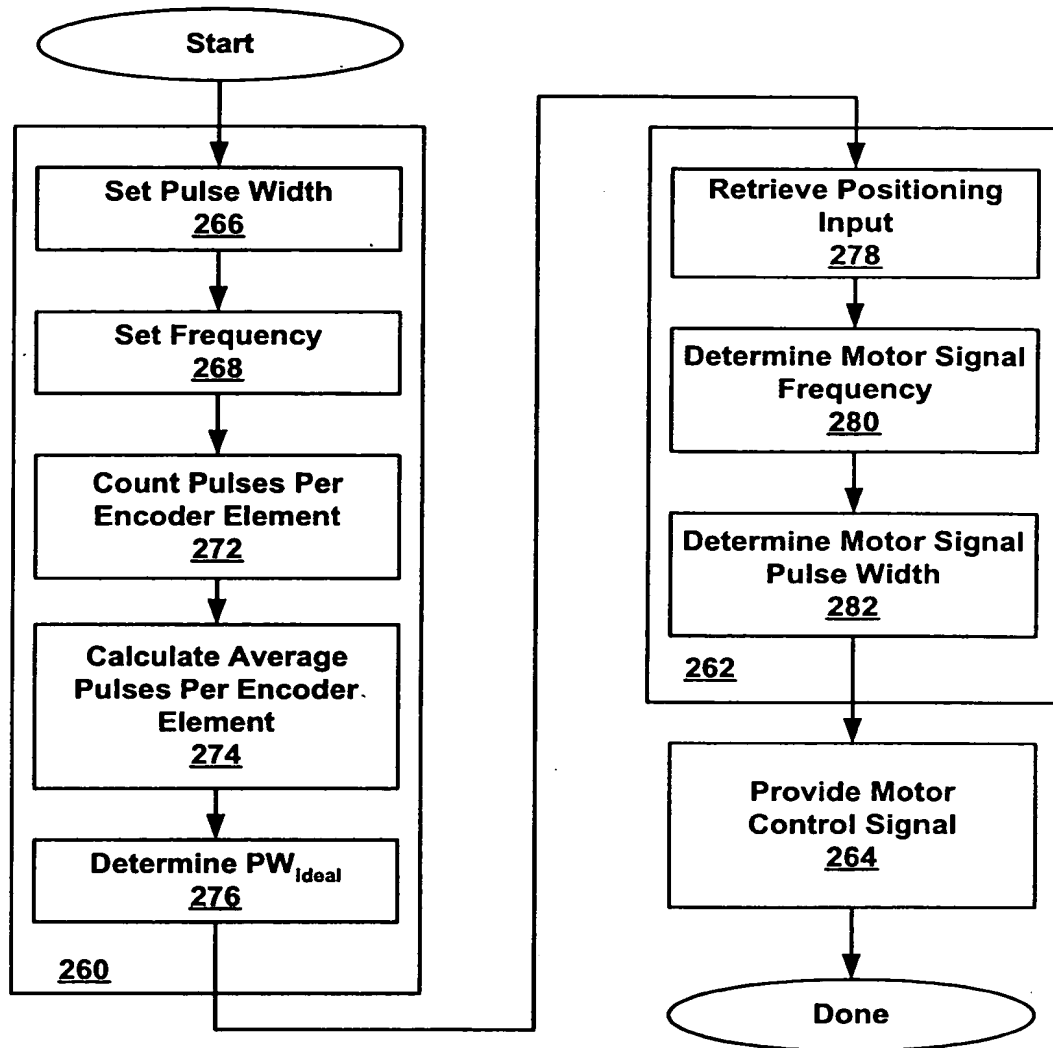 Start
Set Pulse Width
266
Set Frequency
268
Count Pulses Per
Encoder Element
272
Calculate Average
Pulses Per Encoder
Element
274
Determine PWideal
276
260
Retrieve Positioning
Input
278
Determine Motor Signal
Frequency
280
Determine Motor Signal
Pulse Width
282
262
Provide Motor
Control Signal
264
Done